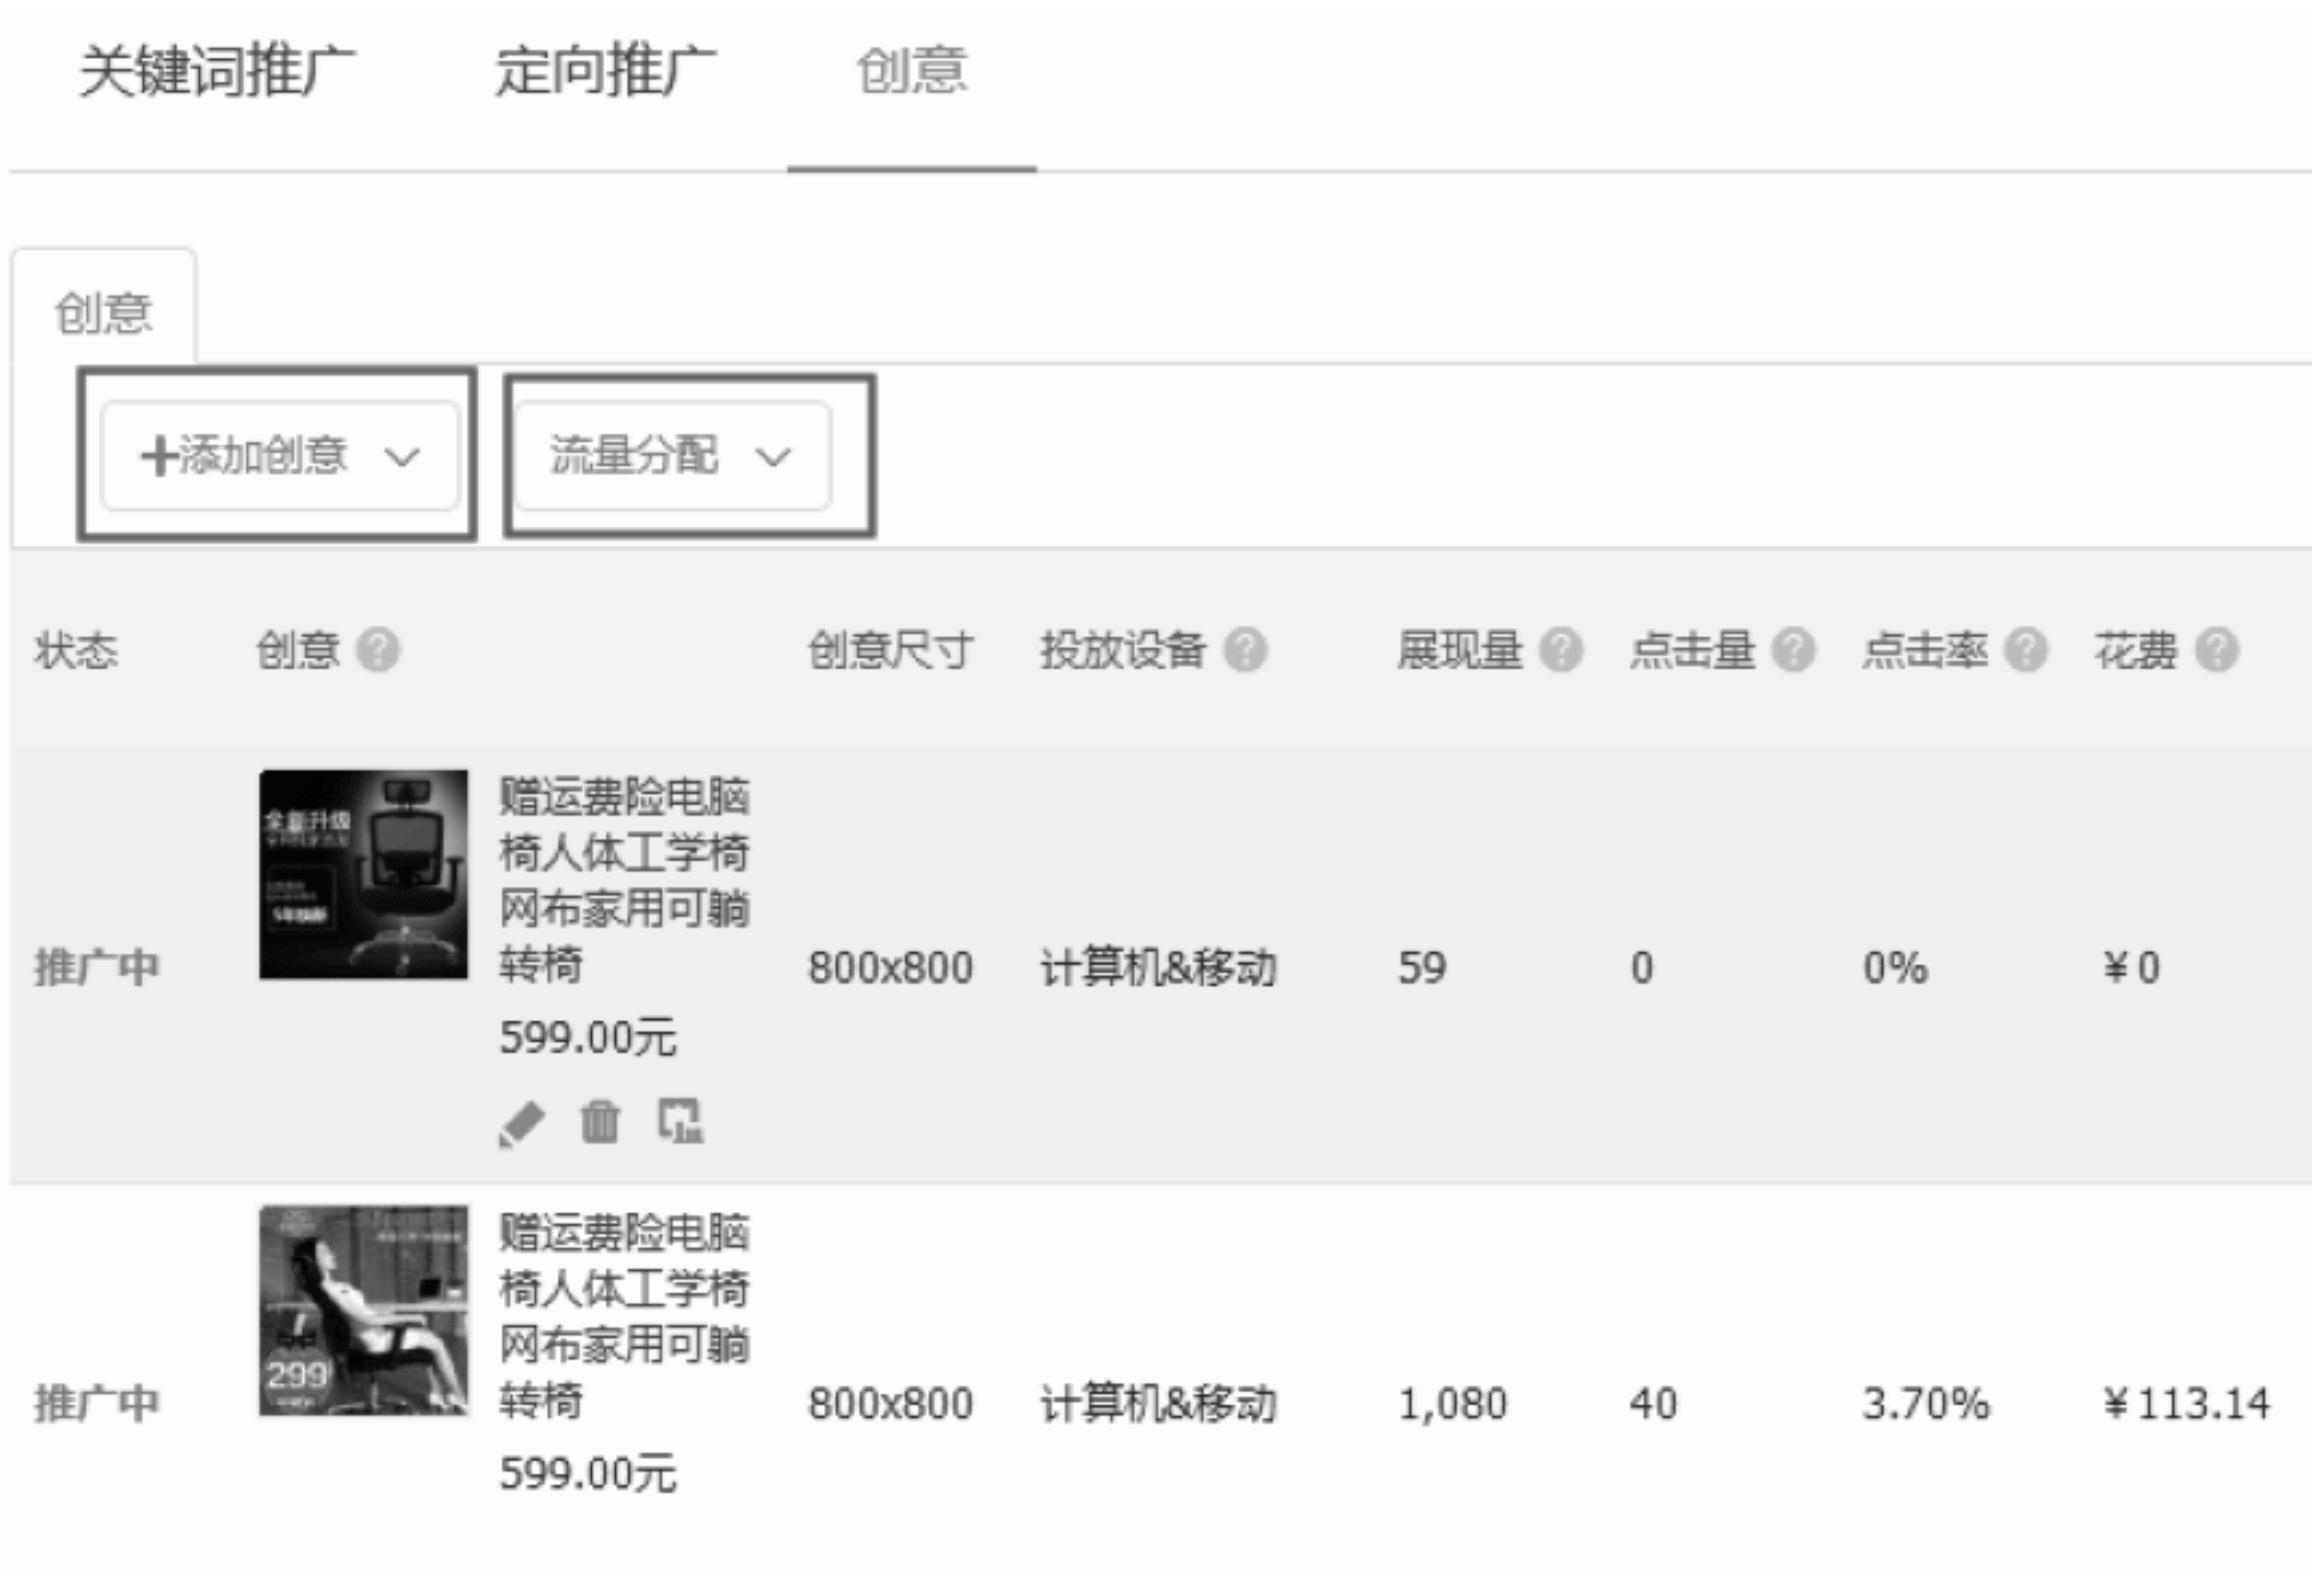 关键词推广 定向推广 创意
创意
+添加创意 流量分配
状态 创意 ? 创意尺寸 投放设备 ? 展现量 ? 点击量 ? 点击率 ? 花费 ?
全新升级
赠运费险电脑
椅人体工学椅
网布家用可躺
转椅
599.00元
推广中 800x800 计算机&移动 59 0 0% ¥0
299
赠运费险电脑
椅人体工学椅
网布家用可躺
转椅
599.00元
推广中 800x800 计算机&移动 1,080 40 3.70% ¥113.14